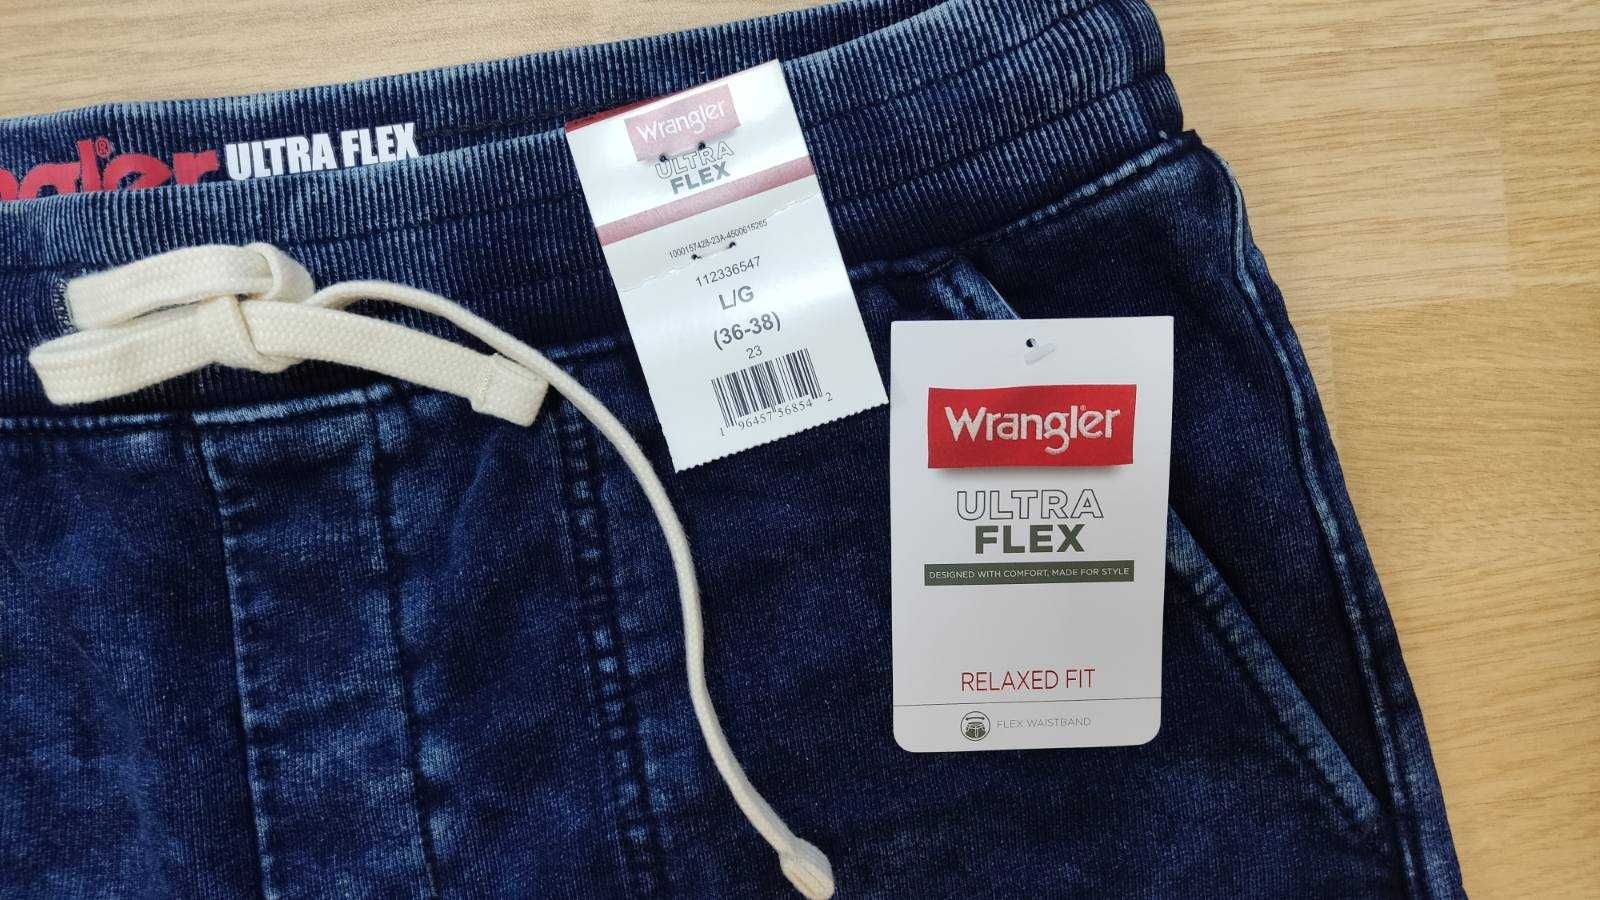 ngler® ULTRA FLEX
Wrangler
ULTRA
FLEX
1000157428-23A-4500615265
112336547
L/G
(36-38)
23
1 96457 56854 2
Wrangler
ULTRA
FLEX
DESIGNED WITH COMFORT, MADE FOR STYLE
RELAXED FIT
FLEX WAISTBAND